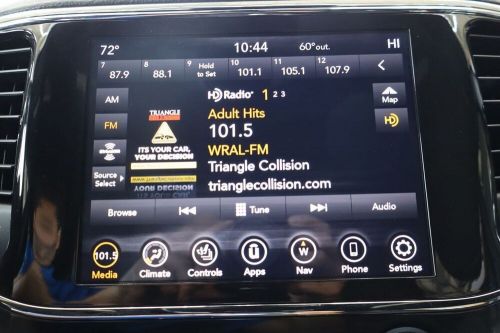 72° 10:44 60°out. HI
7 8 9 10 11 12
87.9 88.1 Hold to Set 101.1 105.1 107.9 <
AM HD Radio 1 2 3 Map
TRIANGLE COLLISION Adult Hits
FM 101.5 HD
WRAL-FM
IT'S YOUR CAR, Triangle Collision
YOUR DECISION
Source Select trianglecollision.com
Browse Tune Audio
101.5 W
Media Climate Controls Apps Nav Phone Settings